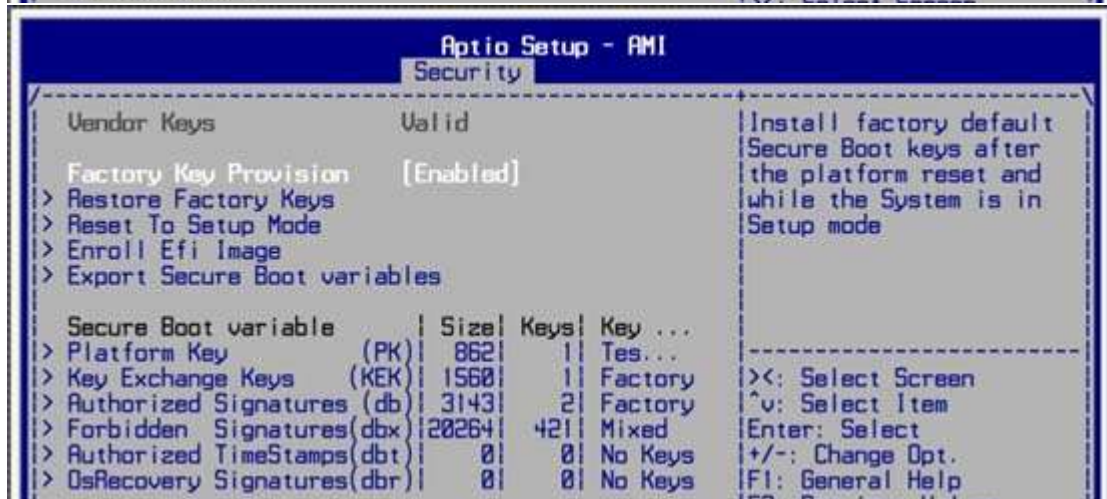 Aptio Setup - AMI
Security
Vendor Keys Valid
Factory Key Provision [Enabled]
> Restore Factory Keys
> Reset To Setup Mode
> Enroll Efi Image
> Export Secure Boot variables
Secure Boot variable | Size| Keys| Key ...
> Platform Key (PK)| 862| 1| Tes...
> Key Exchange Keys (KEK)| 1560| 1| Factory
> Authorized Signatures (db)| 3143| 2| Factory
> Forbidden Signatures(dbx)|20264| 421| Mixed
> Authorized TimeStamps(dbt)| 0| 0| No Keys
> OsRecovery Signatures(dbr)| 0| 0| No Keys
Install factory default
Secure Boot keys after
the platform reset and
while the System is in
Setup mode
><: Select Screen
^v: Select Item
Enter: Select
+/-: Change Opt.
F1: General Help